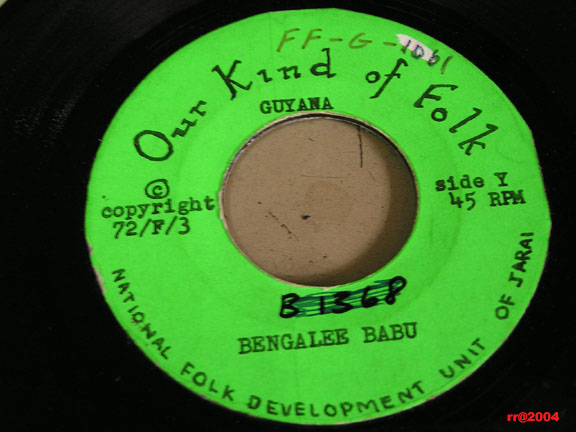 FF-G-1061
Our Kind of Folk
GUYANA
©
copyright
72/F/3
side Y
45 RPM
B 1368
BENGALEE BABU
NATIONAL FOLK DEVELOPMENT UNIT OF JARAI
rr@2004